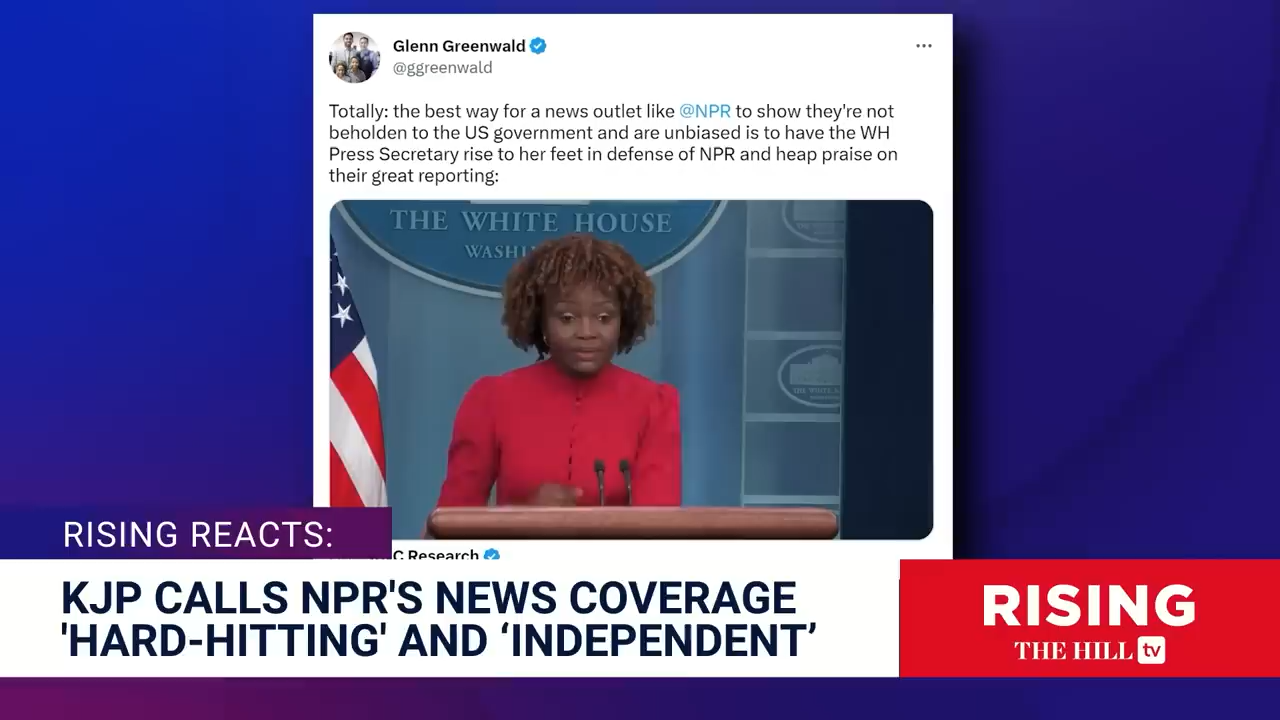 Glenn Greenwald
@ggreenwald
Totally: the best way for a news outlet like @NPR to show they're not
beholden to the US government and are unbiased is to have the WH
Press Secretary rise to her feet in defense of NPR and heap praise on
their great reporting:
THE WHITE HOUSE
WASHI
C Research
RISING REACTS:
KJP CALLS NPR'S NEWS COVERAGE
'HARD-HITTING' AND ‘INDEPENDENT’
RISING
THE HILL tv